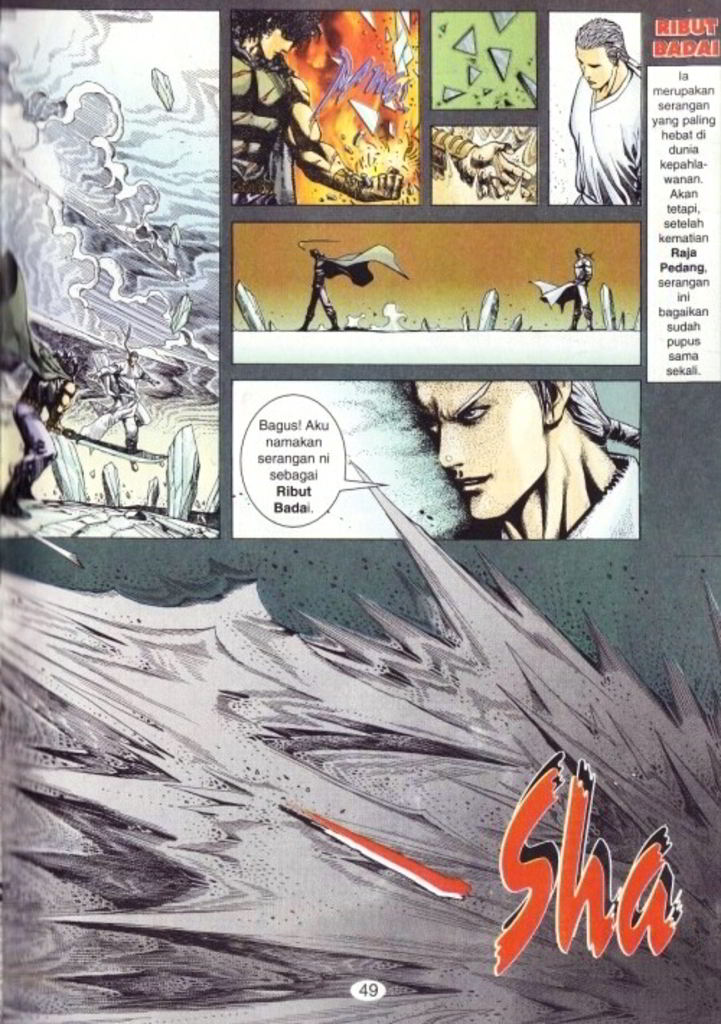 RIBUT
BADAI
Ia
merupakan
serangan
yang paling
hebat di
dunia
kepahla-
wanan.
Akan
tetapi,
setelah
kematian
Raja
Pedang,
serangan
ini
bagaikan
sudah
pupus
sama
sekali.
Bagus! Aku
namakan
serangan ni
sebagai
Ribut
Badai.
Sha
49